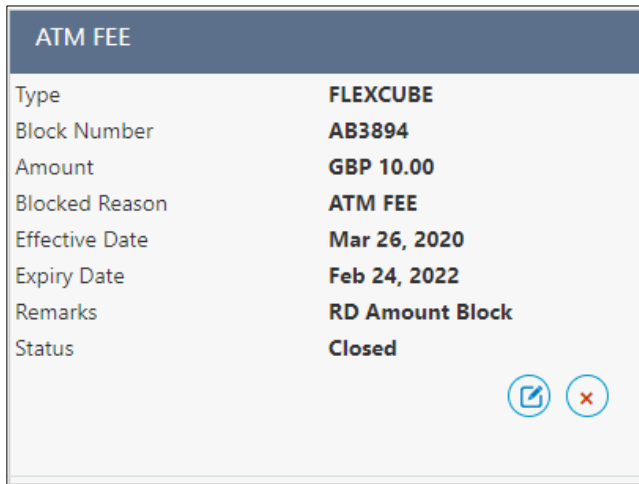 ATM FEE
Type FLEXCUBE
Block Number AB3894
Amount GBP 10.00
Blocked Reason ATM FEE
Effective Date Mar 26, 2020
Expiry Date Feb 24, 2022
Remarks RD Amount Block
Status Closed